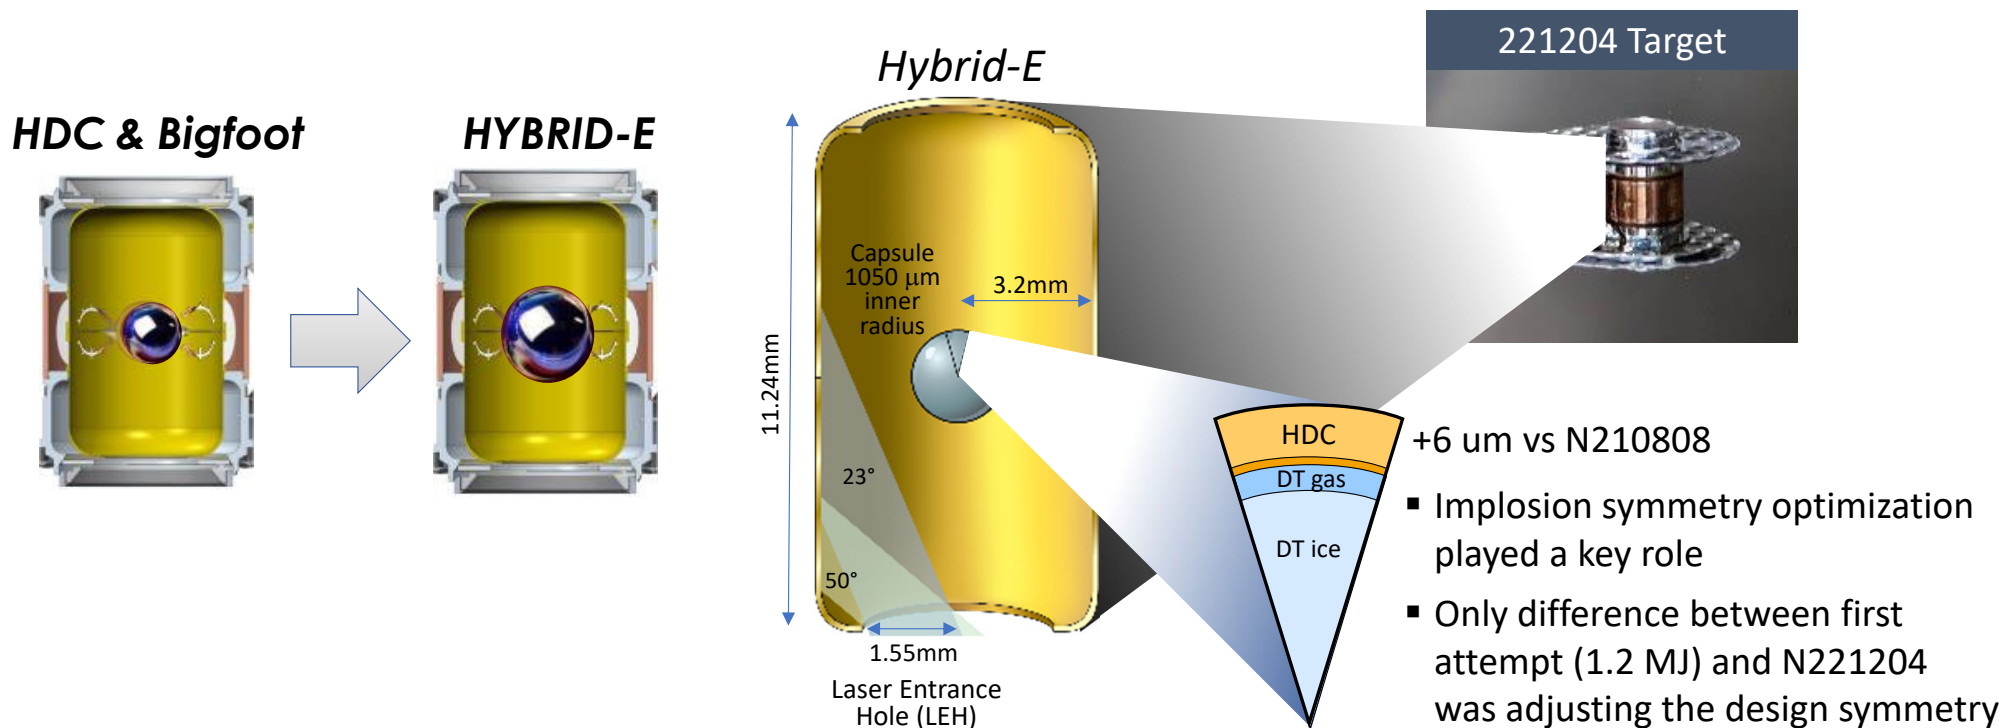 HDC & Bigfoot
HYBRID-E
Hybrid-E
221204 Target
Capsule
1050 μm
inner
radius
3.2mm
11.24mm
23°
50°
1.55mm
Laser Entrance
Hole (LEH)
HDC
DT gas
DT ice
+6 um vs N210808
▪ Implosion symmetry optimization
played a key role
▪ Only difference between first
attempt (1.2 MJ) and N221204
was adjusting the design symmetry